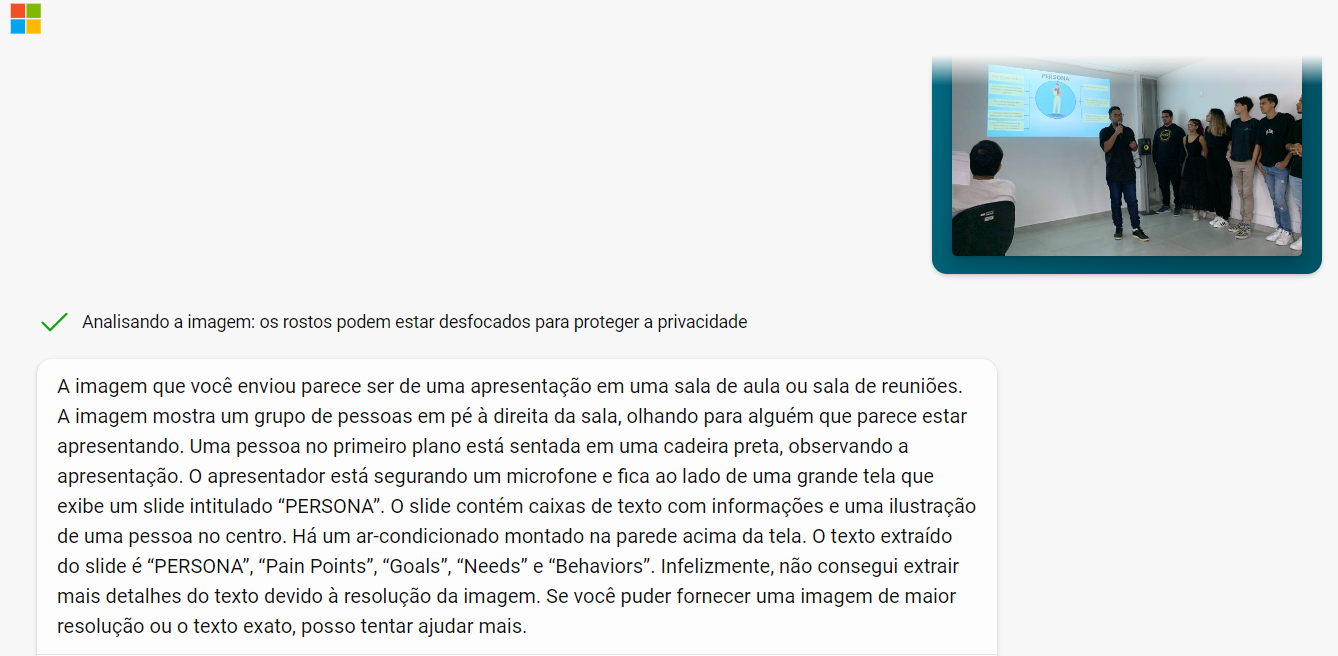 PERSONA
Analisando a imagem: os rostos podem estar desfocados para proteger a privacidade
A imagem que você enviou parece ser de uma apresentação em uma sala de aula ou sala de reuniões.
A imagem mostra um grupo de pessoas em pé à direita da sala, olhando para alguém que parece estar
apresentando. Uma pessoa no primeiro plano está sentada em uma cadeira preta, observando a
apresentação. O apresentador está segurando um microfone e fica ao lado de uma grande tela que
exibe um slide intitulado “PERSONA”. O slide contém caixas de texto com informações e uma ilustração
de uma pessoa no centro. Há um ar-condicionado montado na parede acima da tela. O texto extraído
do slide é “PERSONA”, “Pain Points”, “Goals”, “Needs” e “Behaviors”. Infelizmente, não consegui extrair
mais detalhes do texto devido à resolução da imagem. Se você puder fornecer uma imagem de maior
resolução ou o texto exato, posso tentar ajudar mais.